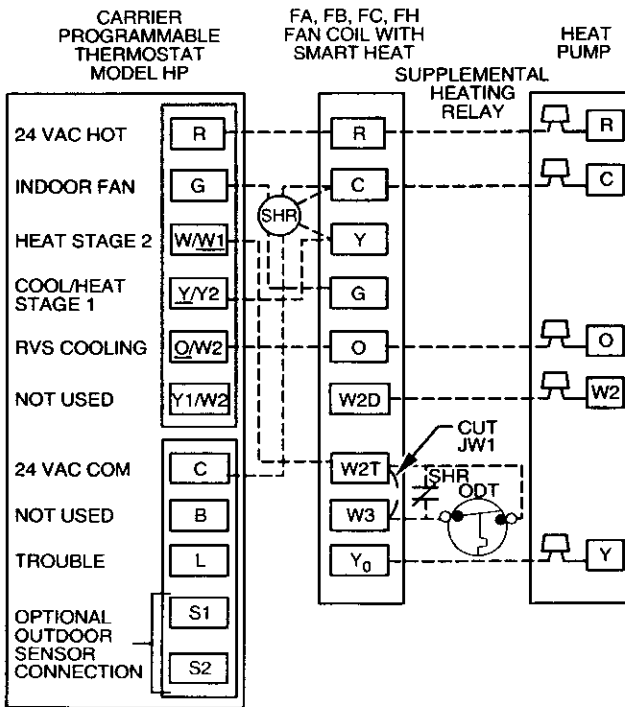 CARRIER
PROGRAMMABLE
THERMOSTAT
MODEL HP
FA, FB, FC, FH
FAN COIL WITH
SMART HEAT
SUPPLEMENTAL
HEATING
RELAY
HEAT
PUMP
24 VAC HOT
R
R
R
INDOOR FAN
G
C
C
SHR
HEAT STAGE 2
W/W1
Y
COOL/HEAT
STAGE 1
Y/Y2
G
RVS COOLING
O/W2
O
O
NOT USED
Y1/W2
W2D
W2
CUT
JW1
24 VAC COM
C
W2T
SHR
ODT
NOT USED
B
W3
TROUBLE
L
Y0
Y
OPTIONAL
OUTDOOR
SENSOR
CONNECTION
S1
S2